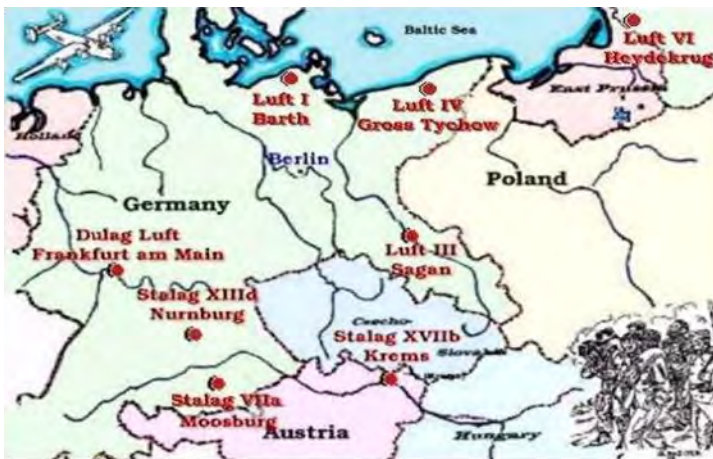 Baltic Sea
Luft VI
Heydekrug
Luft I
Barth
Luft IV
Gross Tychow
East Prussia
Holland
Berlin
Poland
Germany
Dulag Luft
Frankfurt am Main
Luft III
Sagan
Stalag XIIId
Nurnburg
Czecho
Slovakia
Stalag XVIIb
Krems
Stalag VIIa
Moosburg
Austria
Hungary